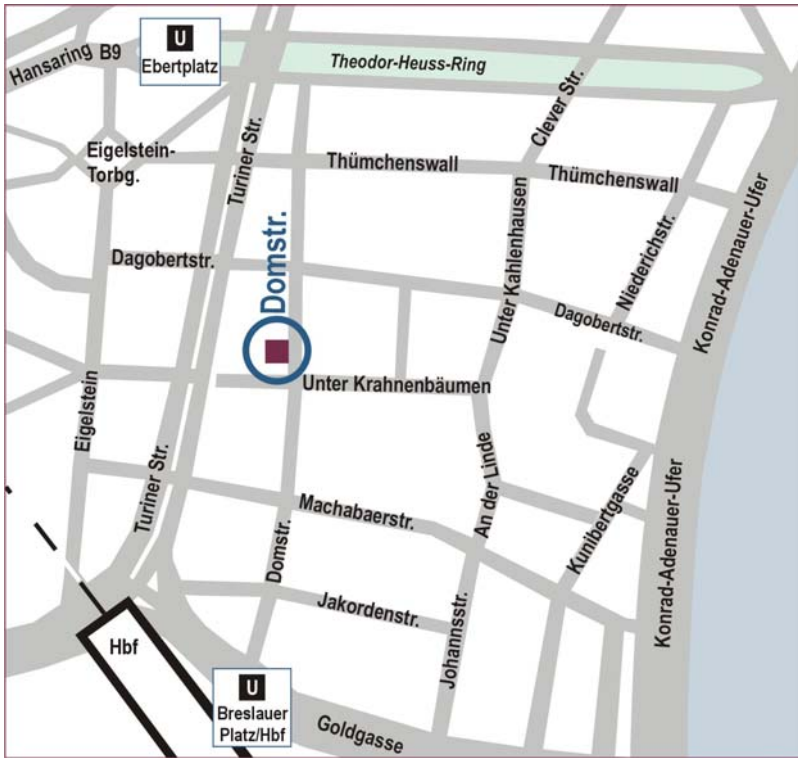 Hansaring
B9
U
Ebertplatz
Theodor-Heuss-Ring
Clever Str.
Eigelstein-
Torbg.
Turiner Str.
Thümchenswall
Thümchenswall
Konrad-Adenauer-Ufer
Domstr.
Unter Kahlenhausen
Niederichstr.
Dagobertstr.
Dagobertstr.
Unter Krahnenbäumen
Eigelstein
Turiner Str.
An der Linde
Machabaerstr.
Kunibertgasse
Konrad-Adenauer-Ufer
Domstr.
Jakordenstr.
Johannsstr.
Hbf
U
Breslauer
Platz/Hbf
Goldgasse